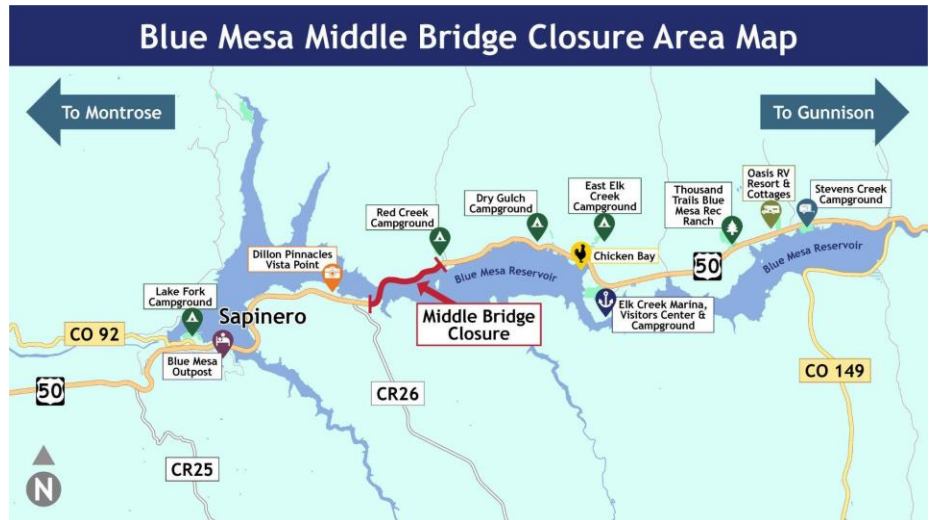 Blue Mesa Middle Bridge Closure Area Map
To Montrose
To Gunnison
Oasis RV
Resort &
Cottages
Stevens Creek
Campground
Thousand
Trails Blue
Mesa Rec
Ranch
East Elk
Creek
Campground
Dry Gulch
Campground
Red Creek
Campground
Chicken Bay
Dillon Pinnacles
Vista Point
Blue Mesa Reservoir
50
Blue Mesa Reservoir
Lake Fork
Campground
Sapinero
Middle Bridge
Closure
Elk Creek Marina,
Visitors Center &
Campground
CO 92
Blue Mesa
Outpost
50
CR26
CO 149
CR25
N